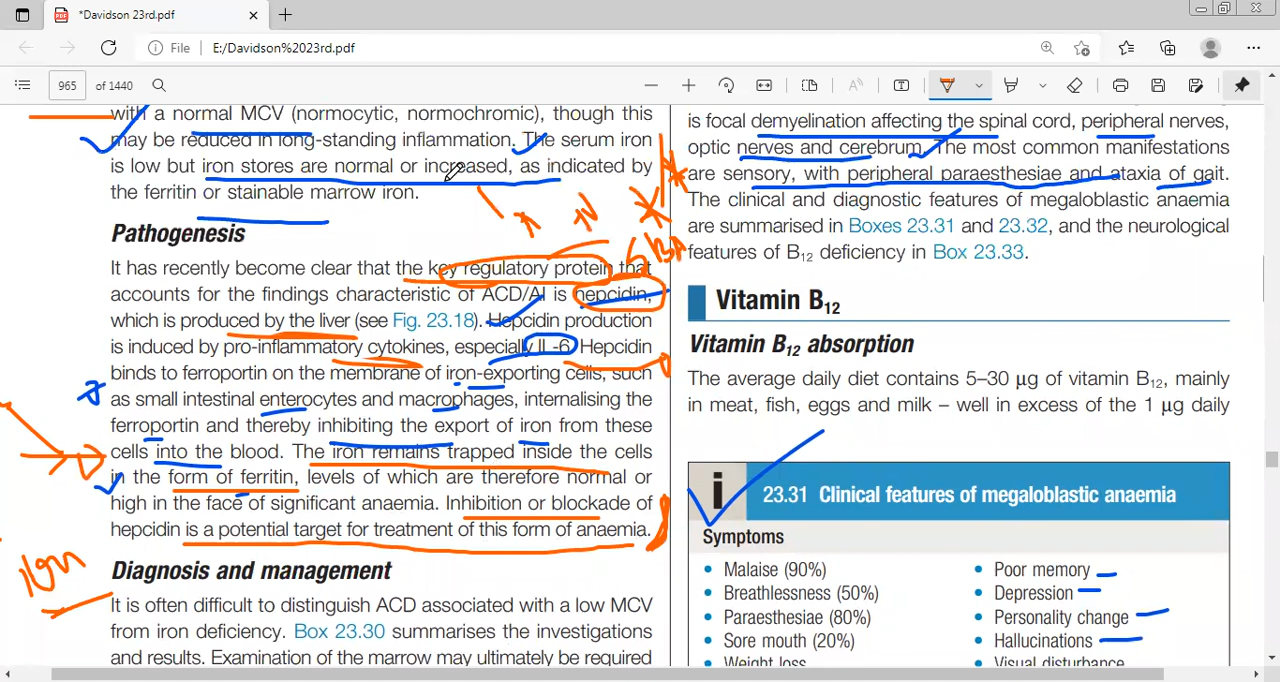 *Davidson 23rd.pdf
File
E:/Davidson%2023rd.pdf
965
of 1440
with a normal MCV (normocytic, normochromic), though this
may be reduced in long-standing inflammation. The serum iron
is low but iron stores are normal or increased, as indicated by
the ferritin or stainable marrow iron.
Pathogenesis
It has recently become clear that the key regulatory protein that
accounts for the findings characteristic of ACD/AI is hepcidin,
which is produced by the liver (see Fig. 23.18). Hepcidin production
is induced by pro-inflammatory cytokines, especially IL-6. Hepcidin
binds to ferroportin on the membrane of iron-exporting cells, such
as small intestinal enterocytes and macrophages, internalising the
ferroportin and thereby inhibiting the export of iron from these
cells into the blood. The iron remains trapped inside the cells
in the form of ferritin, levels of which are therefore normal or
high in the face of significant anaemia. Inhibition or blockade of
hepcidin is a potential target for treatment of this form of anaemia.
Diagnosis and management
It is often difficult to distinguish ACD associated with a low MCV
from iron deficiency. Box 23.30 summarises the investigations
and results. Examination of the marrow may ultimately be required
is focal demyelination affecting the spinal cord, peripheral nerves,
optic nerves and cerebrum. The most common manifestations
are sensory, with peripheral paraesthesiae and ataxia of gait.
The clinical and diagnostic features of megaloblastic anaemia
are summarised in Boxes 23.31 and 23.32, and the neurological
features of B12 deficiency in Box 23.33.
Vitamin B12
Vitamin B12 absorption
The average daily diet contains 5–30 μg of vitamin B12, mainly
in meat, fish, eggs and milk – well in excess of the 1 μg daily
i
23.31 Clinical features of megaloblastic anaemia
Symptoms
• Malaise (90%)
• Breathlessness (50%)
• Paraesthesiae (80%)
• Sore mouth (20%)
• Weight loss
• Poor memory
• Depression
• Personality change
• Hallucinations
• Visual disturbance